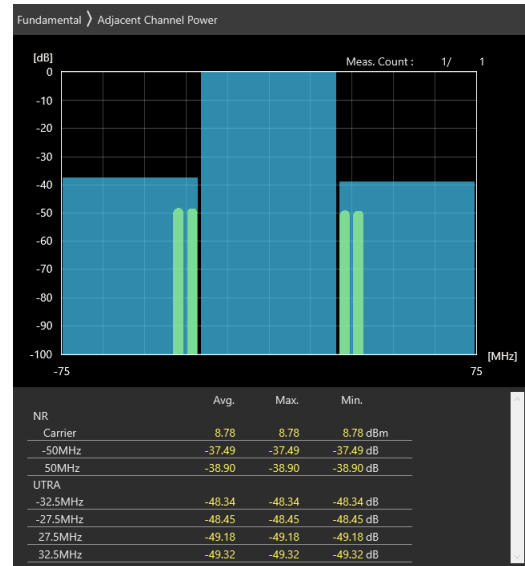 Fundamental 〉 Adjacent Channel Power
[dB]
Meas. Count : 1/ 1
0
-10
-20
-30
-40
-50
-60
-70
-80
-90
-100
[MHz]
-75 75
Avg. Max. Min.
NR
Carrier 8.78 8.78 8.78 dBm
-50MHz -37.49 -37.49 -37.49 dB
50MHz -38.90 -38.90 -38.90 dB
UTRA
-32.5MHz -48.34 -48.34 -48.34 dB
-27.5MHz -48.45 -48.45 -48.45 dB
27.5MHz -49.18 -49.18 -49.18 dB
32.5MHz -49.32 -49.32 -49.32 dB